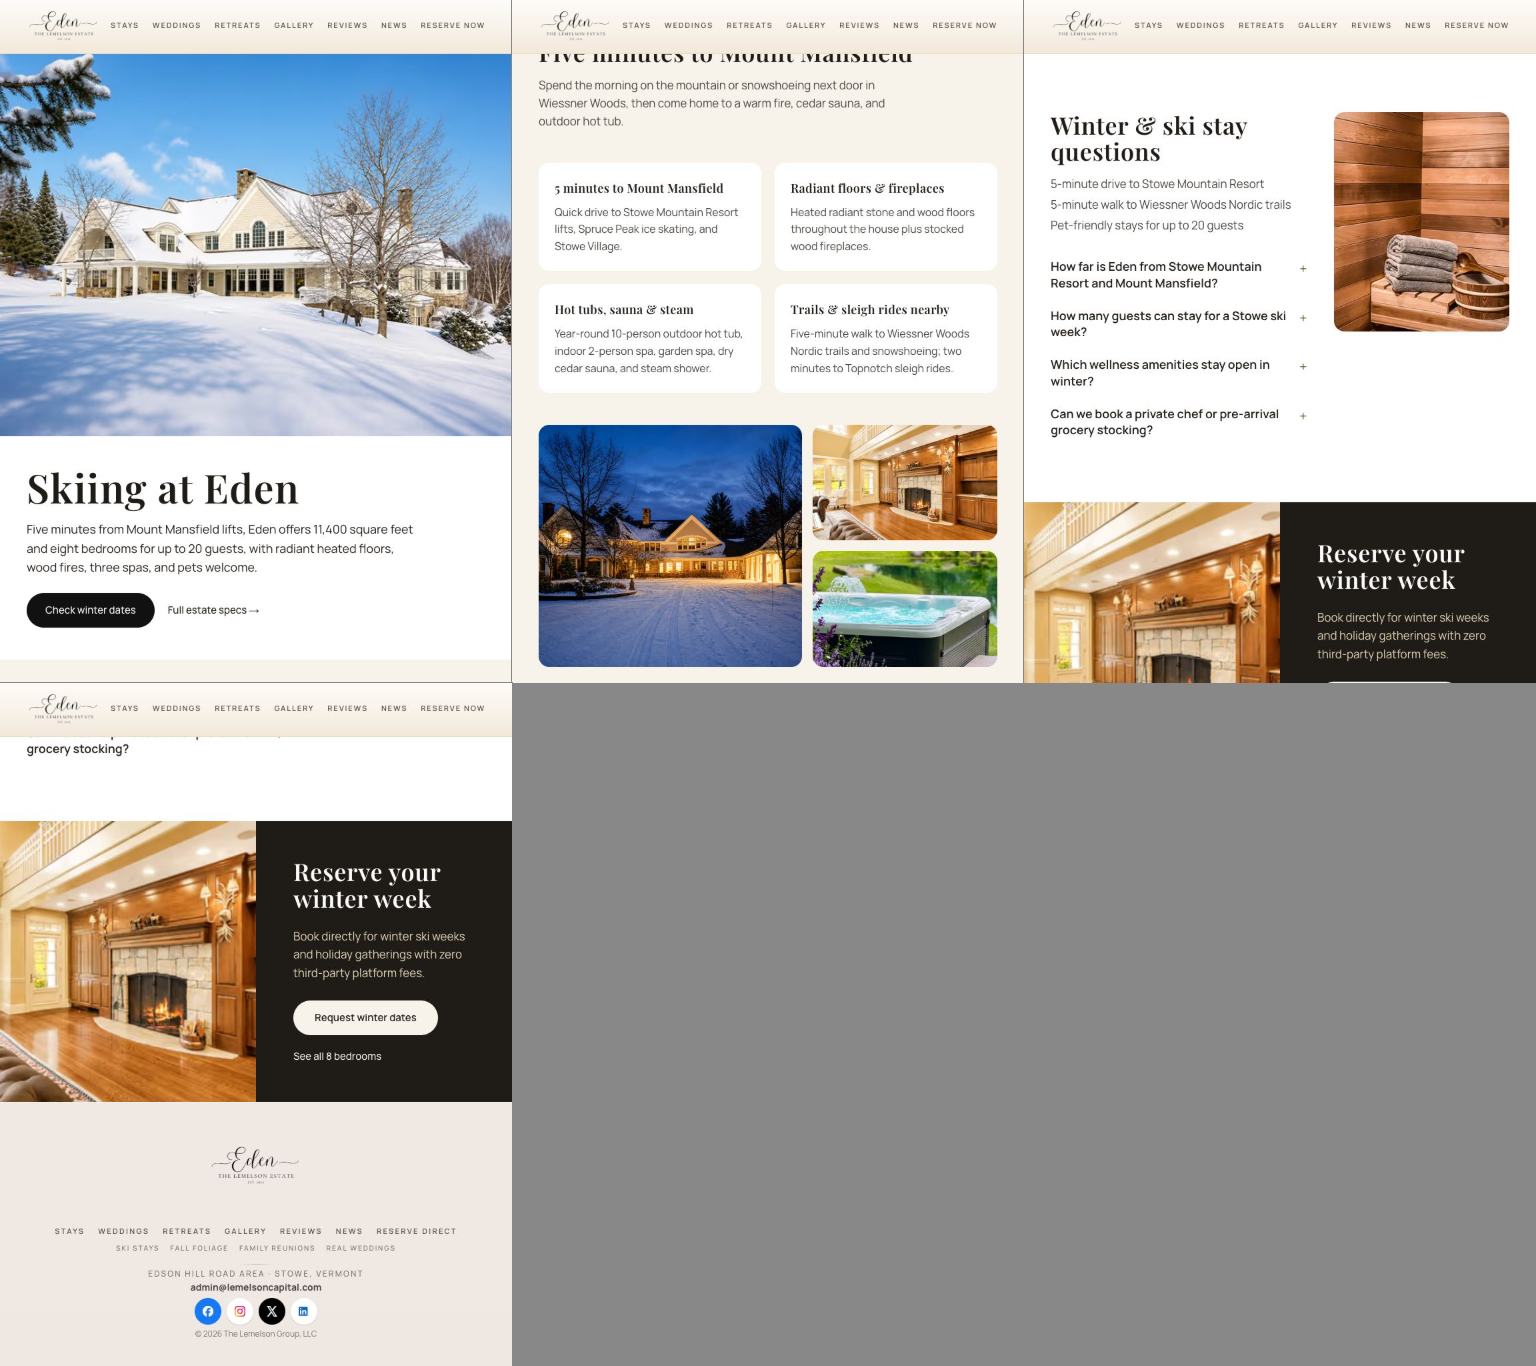 Eden
THE LEMELSON ESTATE
STAYS WEDDINGS RETREATS GALLERY REVIEWS NEWS RESERVE NOW
Skiing at Eden
Five minutes from Mount Mansfield lifts, Eden offers 11,400 square feet
and eight bedrooms for up to 20 guests, with radiant heated floors,
wood fires, three spas, and pets welcome.
Check winter dates Full estate specs →
Eden
THE LEMELSON ESTATE
STAYS WEDDINGS RETREATS GALLERY REVIEWS NEWS RESERVE NOW
Five minutes to Mount Mansfield
Spend the morning on the mountain or snowshoeing next door in
Wiessner Woods, then come home to a warm fire, cedar sauna, and
outdoor hot tub.
5 minutes to Mount Mansfield
Quick drive to Stowe Mountain Resort
lifts, Spruce Peak ice skating, and
Stowe Village.
Radiant floors & fireplaces
Heated radiant stone and wood floors
throughout the house plus stocked
wood fireplaces.
Hot tubs, sauna & steam
Year-round 10-person outdoor hot tub,
indoor 2-person spa, garden spa, dry
cedar sauna, and steam shower.
Trails & sleigh rides nearby
Five-minute walk to Wiessner Woods
Nordic trails and snowshoeing; two
minutes to Topnotch sleigh rides.
Eden
THE LEMELSON ESTATE
STAYS WEDDINGS RETREATS GALLERY REVIEWS NEWS RESERVE NOW
Winter & ski stay
questions
5-minute drive to Stowe Mountain Resort
5-minute walk to Wiessner Woods Nordic trails
Pet-friendly stays for up to 20 guests
How far is Eden from Stowe Mountain +
Resort and Mount Mansfield?
How many guests can stay for a Stowe ski +
week?
Which wellness amenities stay open in +
winter?
Can we book a private chef or pre-arrival +
grocery stocking?
Reserve your
winter week
Book directly for winter ski weeks
and holiday gatherings with zero
third-party platform fees.
Eden
THE LEMELSON ESTATE
STAYS WEDDINGS RETREATS GALLERY REVIEWS NEWS RESERVE NOW
grocery stocking?
Reserve your
winter week
Book directly for winter ski weeks
and holiday gatherings with zero
third-party platform fees.
Request winter dates
See all 8 bedrooms
Eden
THE LEMELSON ESTATE
STAYS WEDDINGS RETREATS GALLERY REVIEWS NEWS RESERVE DIRECT
SKI STAYS FALL FOLIAGE FAMILY REUNIONS REAL WEDDINGS
EDSON HILL ROAD AREA · STOWE, VERMONT
admin@lemelsoncapital.com
© 2026 The Lemelson Group, LLC